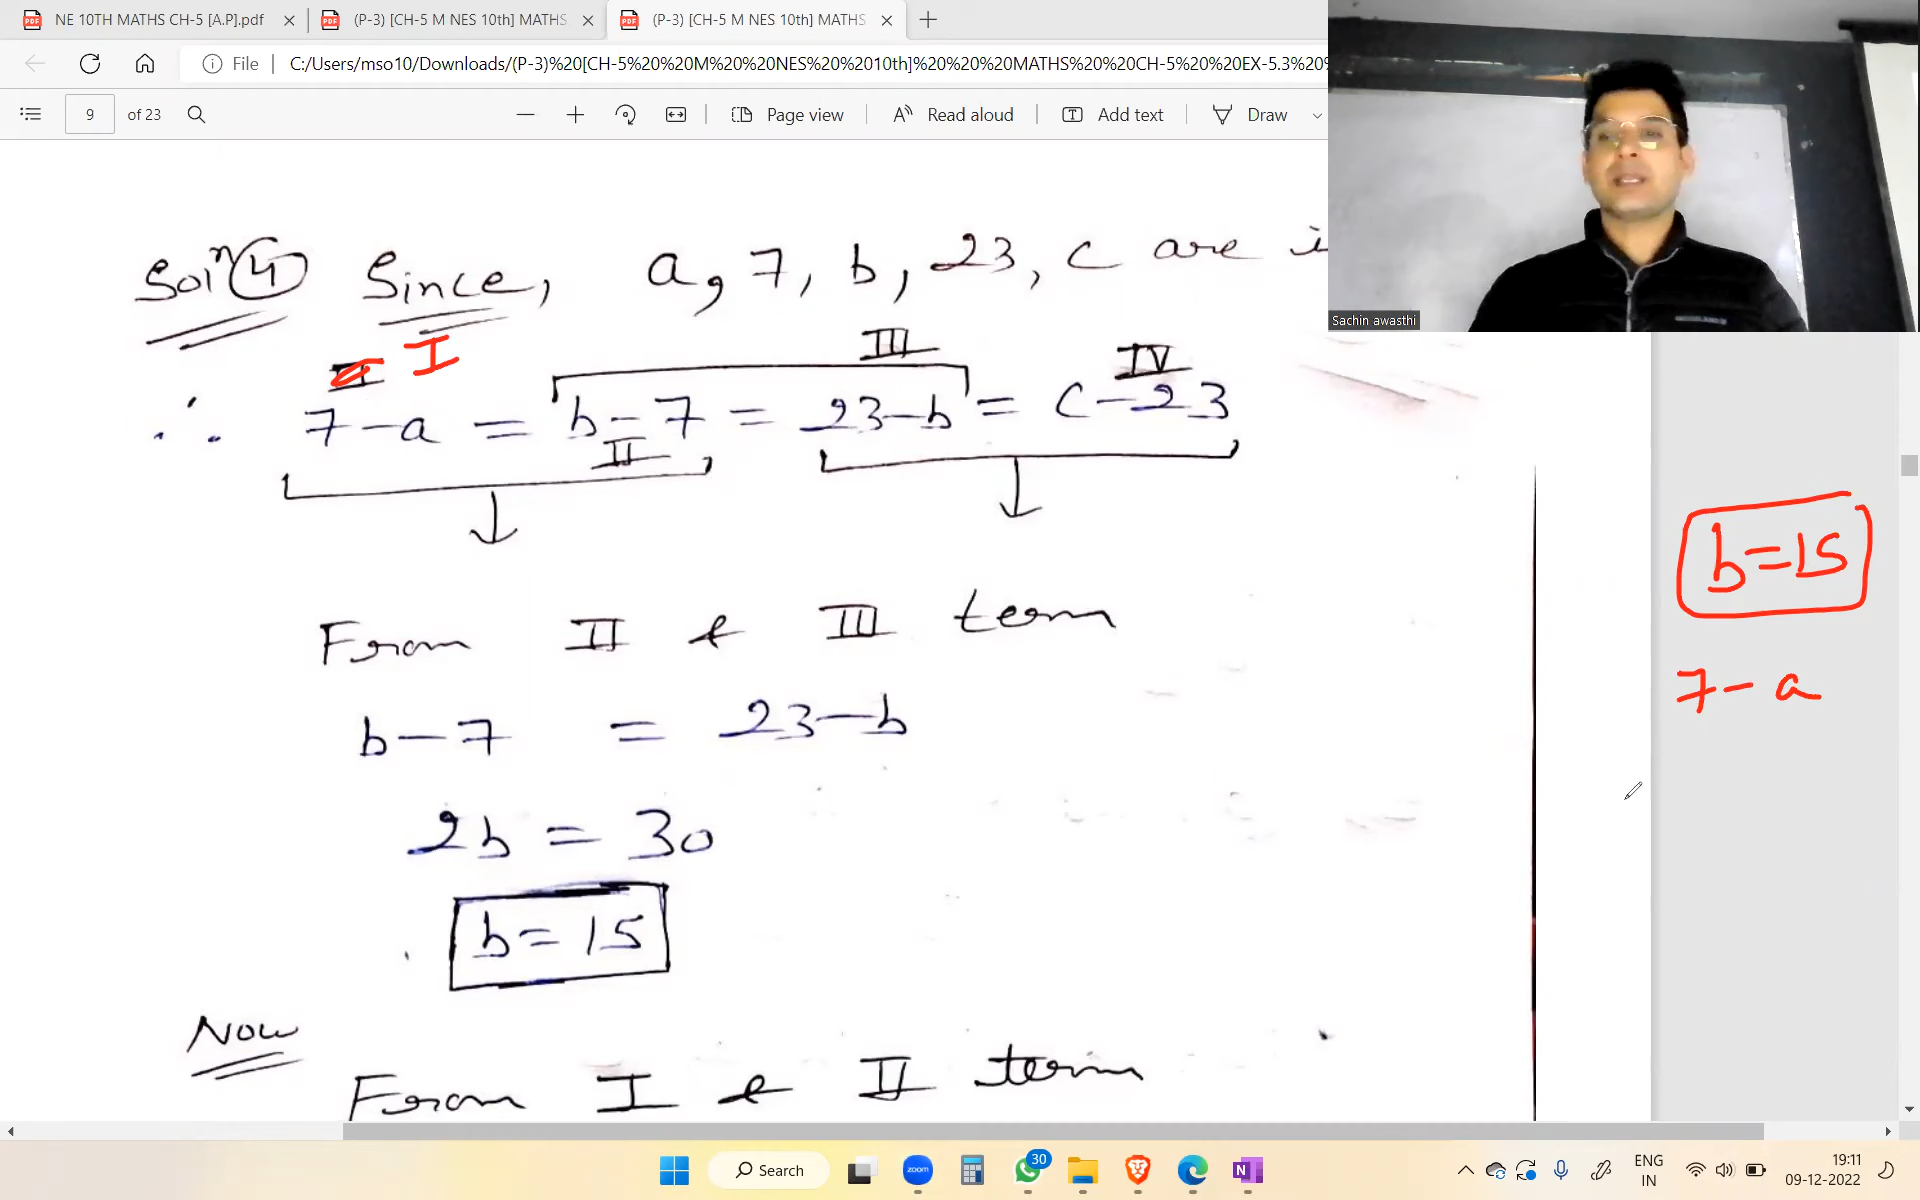 NE 10TH MATHS CH-5 [A.P].pdf
(P-3) [CH-5 M NES 10th] MATHS
(P-3) [CH-5 M NES 10th] MATHS
File
C:/Users/mso10/Downloads/(P-3)%20[CH-5%20%20M%20%20NES%20%2010th]%20%20%20MATHS%20%20CH-5%20%20EX-5.3%20%
9 of 23
Page view
Read aloud
Add text
Draw
Sachin awasthi
Solⁿ 4 Since, a, 7, b, 23, c are i
I
III
IV
∴ 7-a = b-7 = 23-b = c-23
II
b=15
From II & III term
7-a
b-7 = 23-b
2b = 30
b=15
Now
From I & II term
Search
zoom
30
N
ENG
IN
19:11
09-12-2022